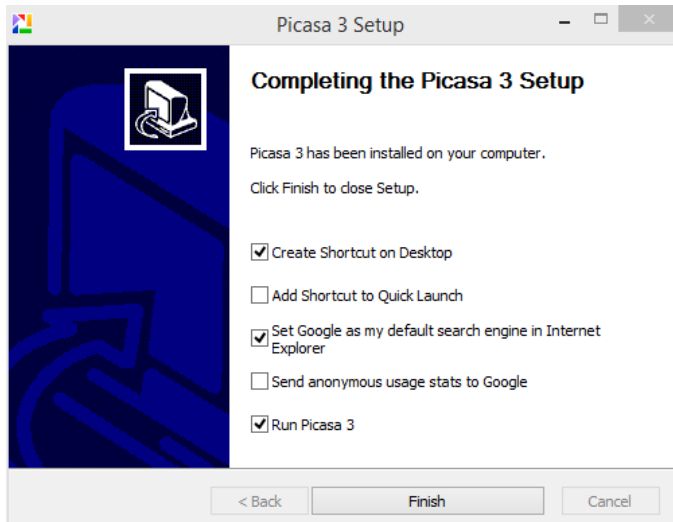 Picasa 3 Setup
Completing the Picasa 3 Setup
Picasa 3 has been installed on your computer.
Click Finish to close Setup.
Create Shortcut on Desktop
Add Shortcut to Quick Launch
Set Google as my default search engine in Internet
Explorer
Send anonymous usage stats to Google
Run Picasa 3
< Back
Finish
Cancel